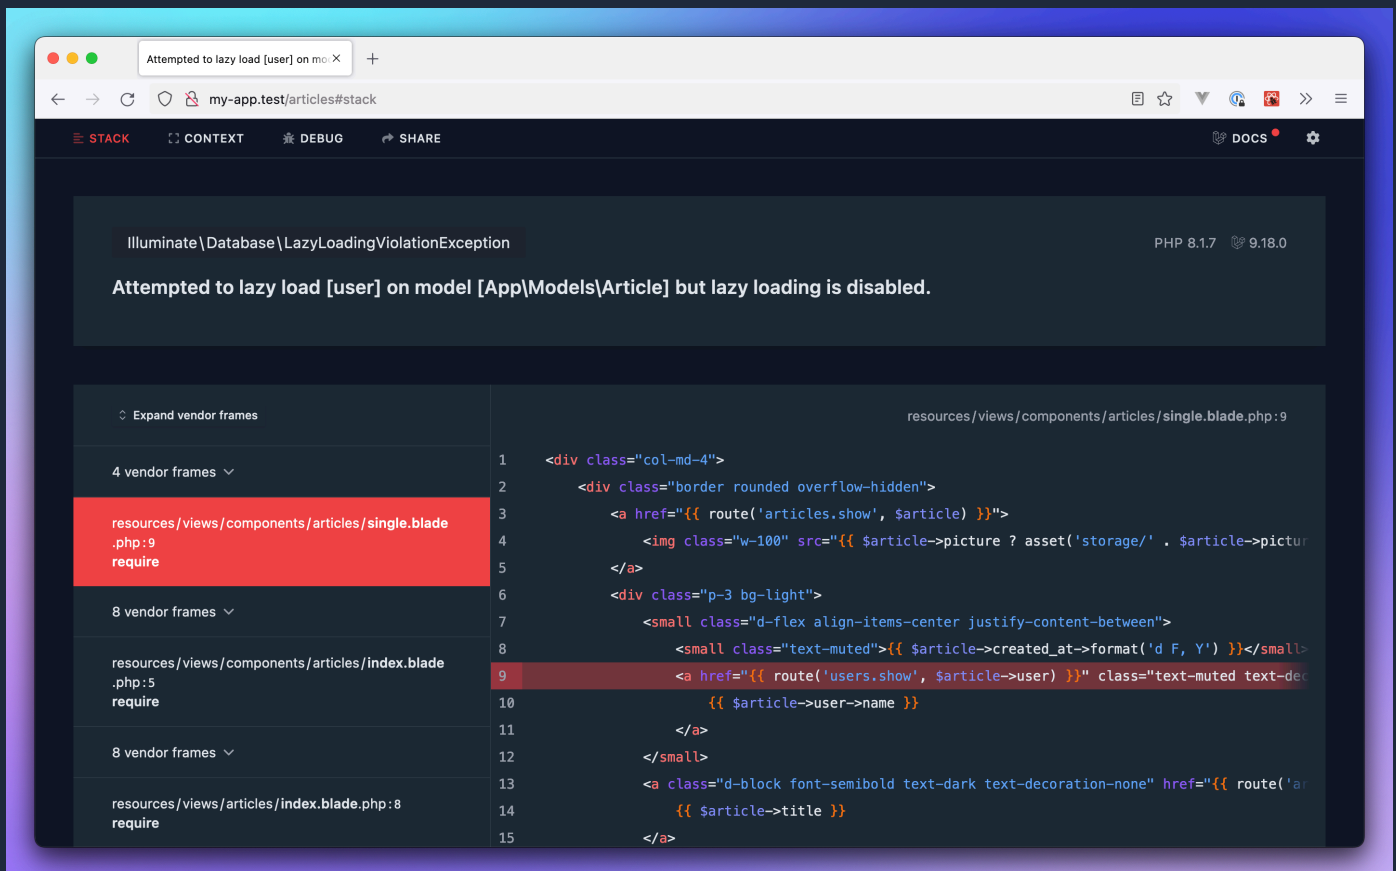 Attempted to lazy load [user] on mo
my-app.test/articles#stack
STACK CONTEXT DEBUG SHARE DOCS
Illuminate\Database\LazyLoadingViolationException
PHP 8.1.7 9.18.0
Attempted to lazy load [user] on model [App\Models\Article] but lazy loading is disabled.
Expand vendor frames
4 vendor frames
resources/views/components/articles/single.blade
.php:9
require
8 vendor frames
resources/views/components/articles/index.blade
.php:5
require
8 vendor frames
resources/views/articles/index.blade.php:8
require
resources/views/components/articles/single.blade.php:9
1 <div class="col-md-4">
2 <div class="border rounded overflow-hidden">
3 <a href="{{ route('articles.show', $article) }}">
4 <img class="w-100" src="{{ $article->picture ? asset('storage/' . $article->pictur
5 </a>
6 <div class="p-3 bg-light">
7 <small class="d-flex align-items-center justify-content-between">
8 <small class="text-muted">{{ $article->created_at->format('d F, Y') }}</small>
9 <a href="{{ route('users.show', $article->user) }}" class="text-muted text-dec
10 {{ $article->user->name }}
11 </a>
12 </small>
13 <a class="d-block font-semibold text-dark text-decoration-none" href="{{ route('ar
14 {{ $article->title }}
15 </a>